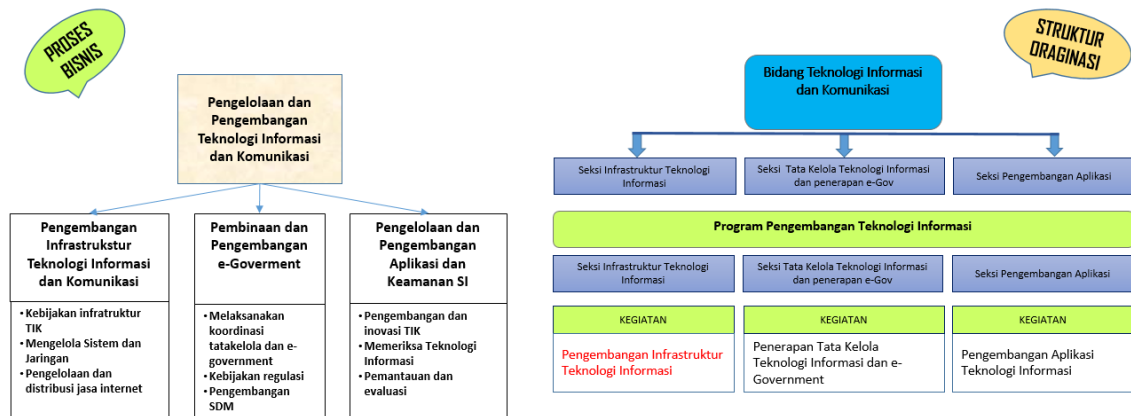 PROSES
BISNIS
Pengelolaan dan
Pengembangan
Teknologi Informasi
dan Komunikasi
Pengembangan
Infrastrukstur
Teknologi Informasi
dan Komunikasi
• Kebijakan infratruktur
TIK
• Mengelola Sistem dan
Jaringan
• Pengelolaan dan
distribusi jasa internet
Pembinaan dan
Pengembangan
e-Goverment
• Melaksanakan
koordinasi
tatakelola dan e-
government
• Kebijakan regulasi
• Pengembangan
SDM
Pengelolaan dan
Pengembangan
Aplikasi dan
Keamanan SI
• Pengembangan dan
inovasi TIK
• Memeriksa Teknologi
Informasi
• Pemantauan dan
evaluasi
STRUKTUR
ORAGINASI
Bidang Teknologi Informasi
dan Komunikasi
Seksi Infrastruktur Teknologi
Informasi
Seksi Tata Kelola Teknologi Informasi
dan penerapan e-Gov
Seksi Pengembangan Aplikasi
Program Pengembangan Teknologi Informasi
Seksi Infrastruktur Teknologi
Informasi
Seksi Tata Kelola Teknologi Informasi
dan penerapan e-Gov
Seksi Pengembangan Aplikasi
KEGIATAN
Pengembangan Infrastruktur
Teknologi Informasi
KEGIATAN
Penerapan Tata Kelola
Teknologi Informasi dan e-
Government
KEGIATAN
Pengembangan Aplikasi
Teknologi Informasi